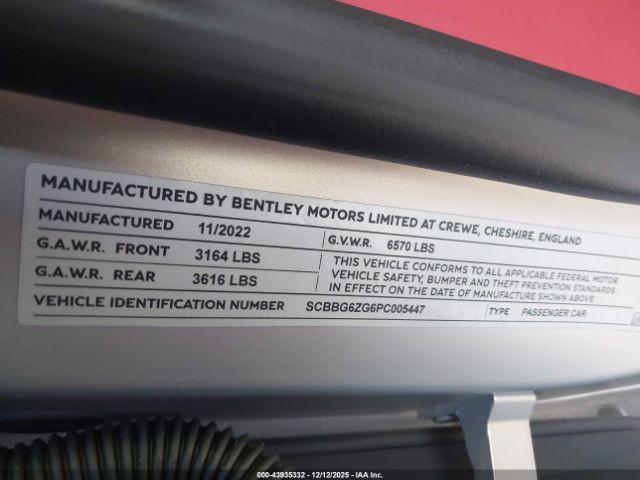 MANUFACTURED BY BENTLEY MOTORS LIMITED AT CREWE, CHESHIRE, ENGLAND
MANUFACTURED 11/2022 G.V.W.R. 6570 LBS
G.A.W.R. FRONT 3164 LBS
G.A.W.R. REAR 3616 LBS
THIS VEHICLE CONFORMS TO ALL APPLICABLE FEDERAL MOTOR
VEHICLE SAFETY, BUMPER AND THEFT PREVENTION STANDARDS
IN EFFECT ON THE DATE OF MANUFACTURE SHOWN ABOVE
VEHICLE IDENTIFICATION NUMBER SCBBG6ZG6PC005447 TYPE PASSENGER CAR
000-43935332 - 12/12/2025 - IAA Inc.